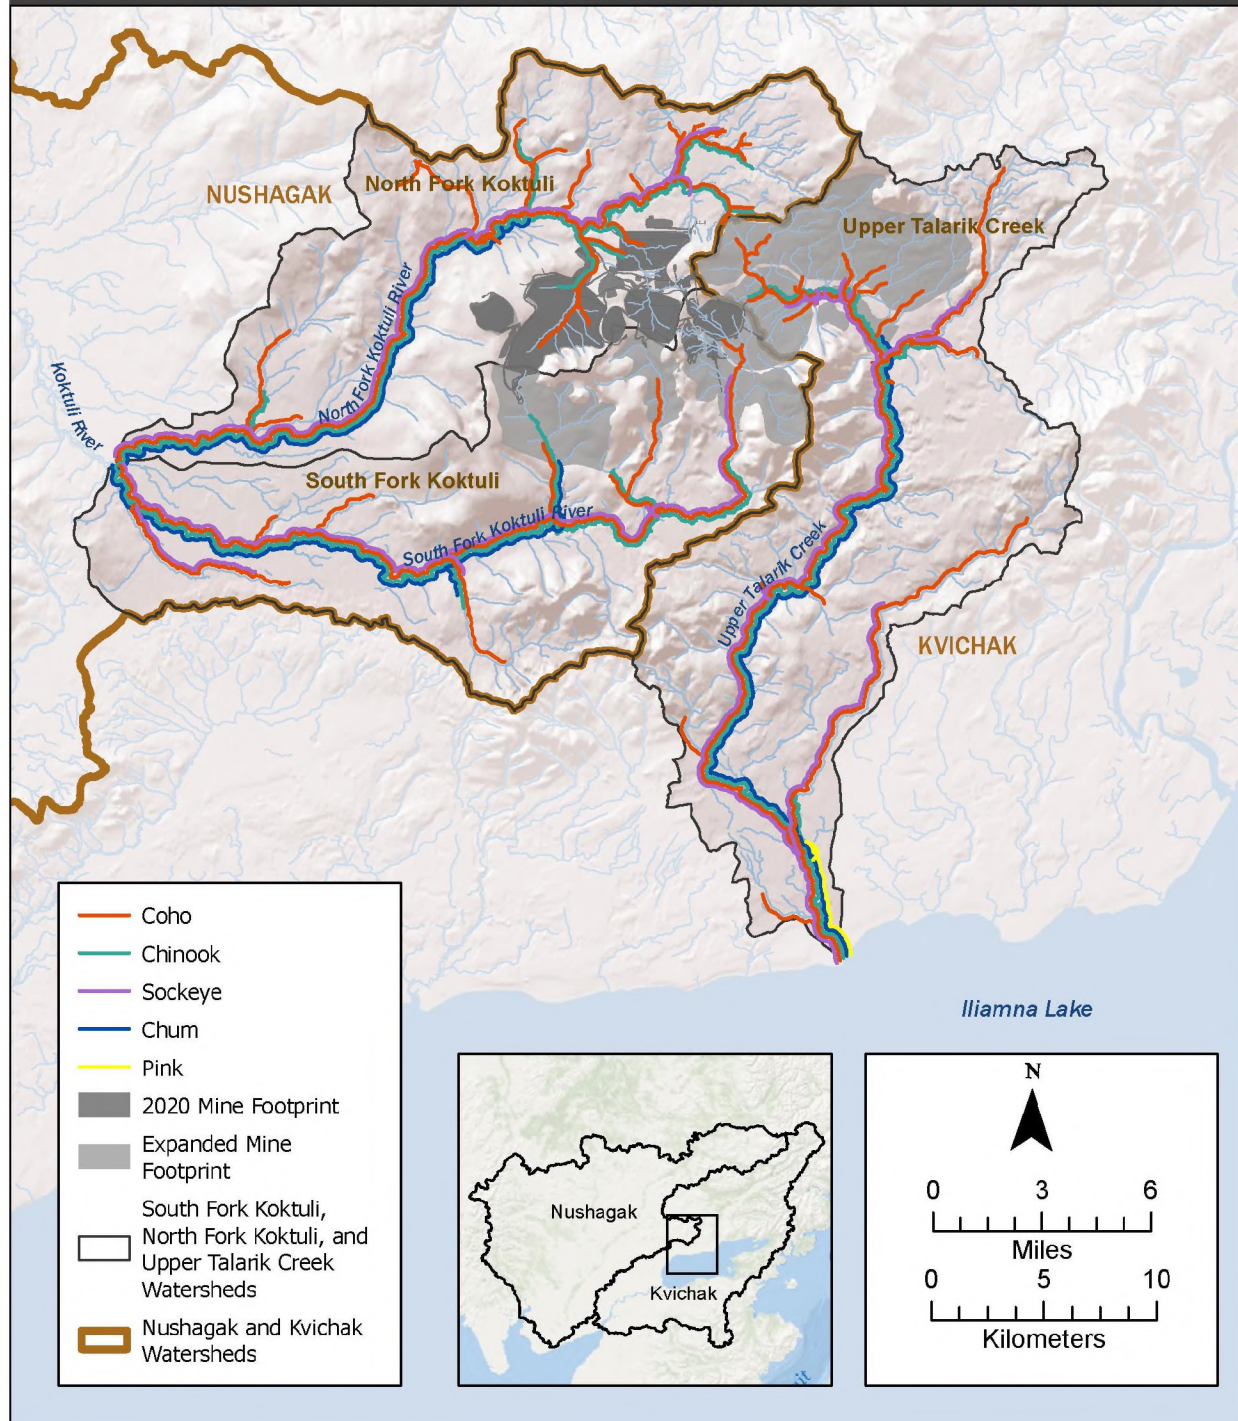 NUSHAGAK
North Fork Koktuli
Upper Talarik Creek
North Fork Koktuli River
Koktuli River
South Fork Koktuli
South Fork Koktuli River
Upper Talarik Creek
KVICHAK
Iliamna Lake
Coho
Chinook
Sockeye
Chum
Pink
2020 Mine Footprint
Expanded Mine
Footprint
South Fork Koktuli,
North Fork Koktuli, and
Upper Talarik Creek
Watersheds
Nushagak and Kvichak
Watersheds
Nushagak
Kvichak
N
0 3 6
Miles
0 5 10
Kilometers